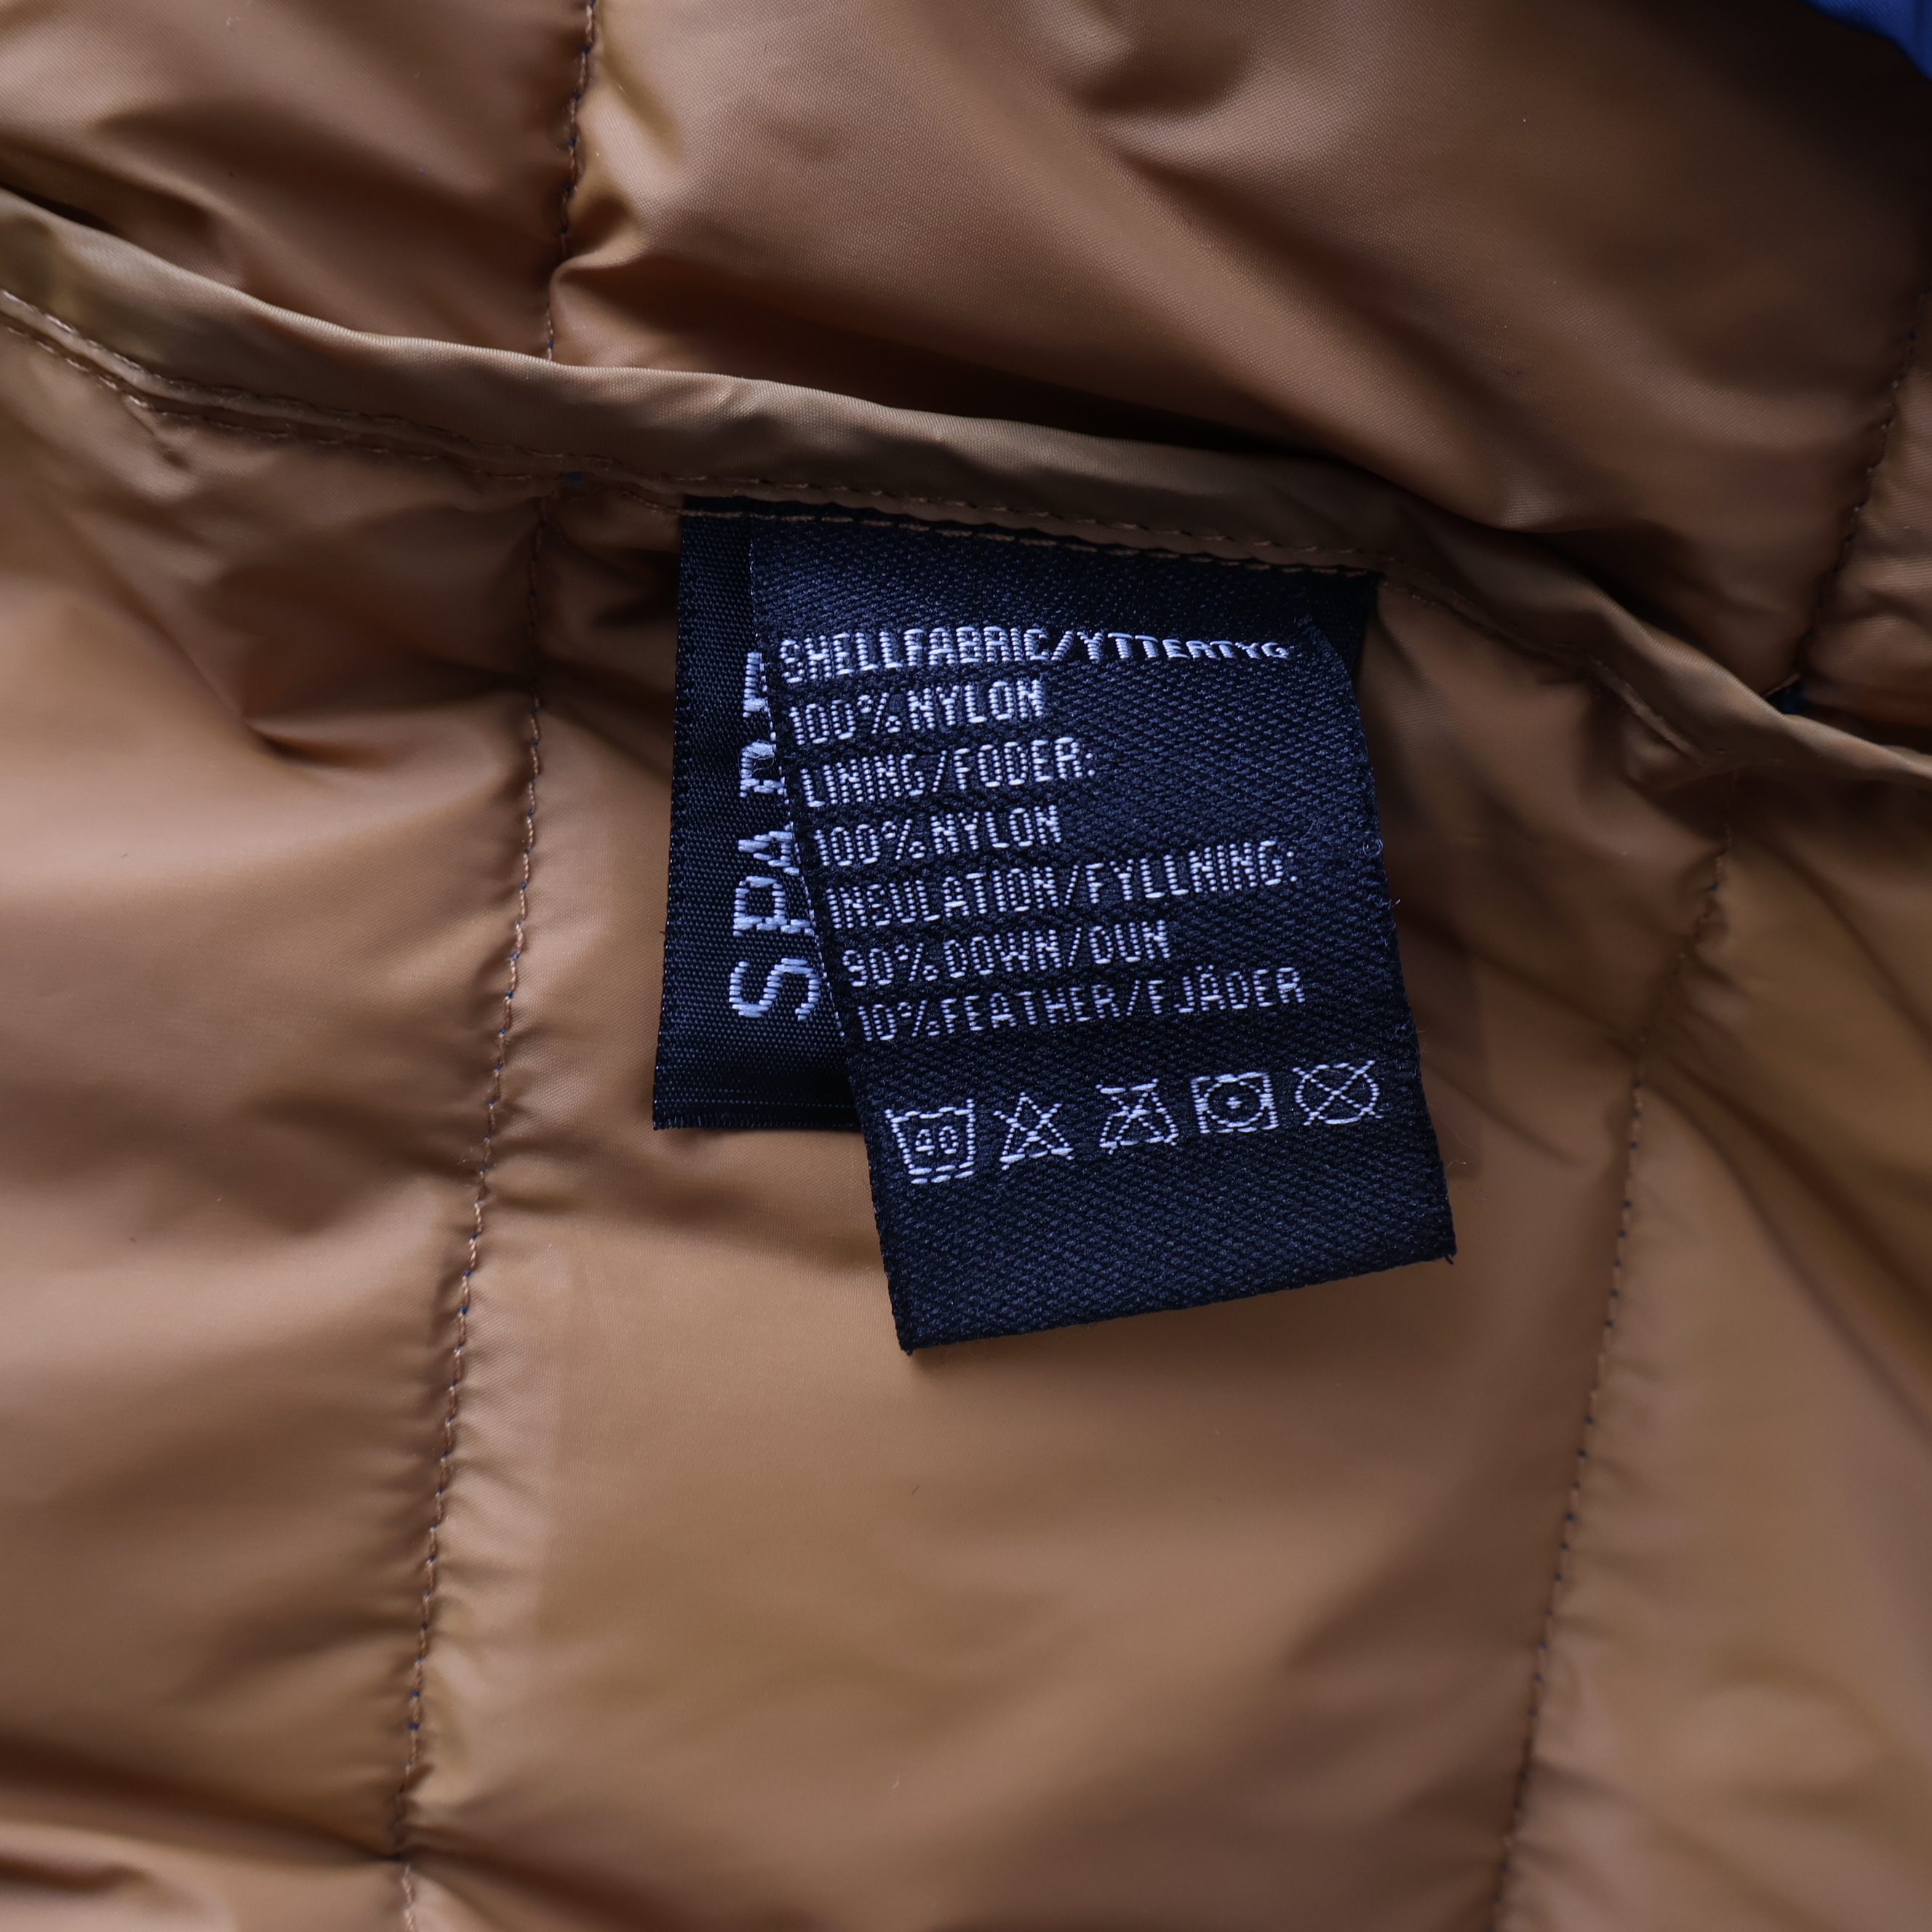 SHELLFABRIC/YTTERTYG
100% NYLON
LINING/FODER:
100% NYLON
INSULATION/FYLLNING:
90% DOWN/DUN
10% FEATHER/FJÄDER
40